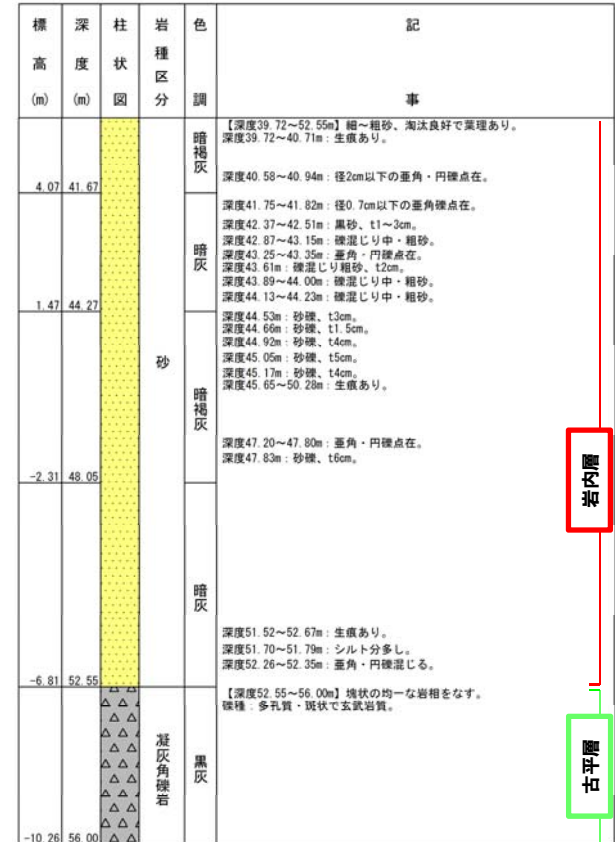 標高(m) 深度(m) 柱状図 岩種区分 色調 記事
【深度39.72～52.55m】細～粗砂、淘汰良好で葉理あり。
深度39.72～40.71m：生痕あり。
暗褐灰
深度40.58～40.94m：径2cm以下の亜角・円礫点在。
4.07 41.67
深度41.75～41.82m：径0.7cm以下の亜角礫点在。
深度42.37～42.51m：黒砂、t1～3cm。
深度42.87～43.15m：礫混じり中・粗砂。
暗灰
深度43.25～43.35m：亜角・円礫点在。
深度43.61m：礫混じり粗砂、t2cm。
深度43.89～44.00m：礫混じり中・粗砂。
深度44.13～44.23m：礫混じり中・粗砂。
1.47 44.27
深度44.53m：砂礫、t3cm。
深度44.66m：砂礫、t1.5cm。
深度44.92m：砂礫、t4cm。
深度45.05m：砂礫、t5cm。
砂
深度45.17m：砂礫、t4cm。
深度45.65～50.28m：生痕あり。
暗褐灰
深度47.20～47.80m：亜角・円礫点在。
深度47.83m：砂礫、t6cm。
岩内層
-2.31 48.05
暗灰
深度51.52～52.67m：生痕あり。
深度51.70～51.79m：シルト分多し。
深度52.26～52.35m：亜角・円礫混じる。
-6.81 52.55
【深度52.55～56.00m】塊状の均一な岩相をなす。
礫種：多孔質・斑状で玄武岩質。
凝灰角礫岩
黒灰
古平層
-10.26 56.00